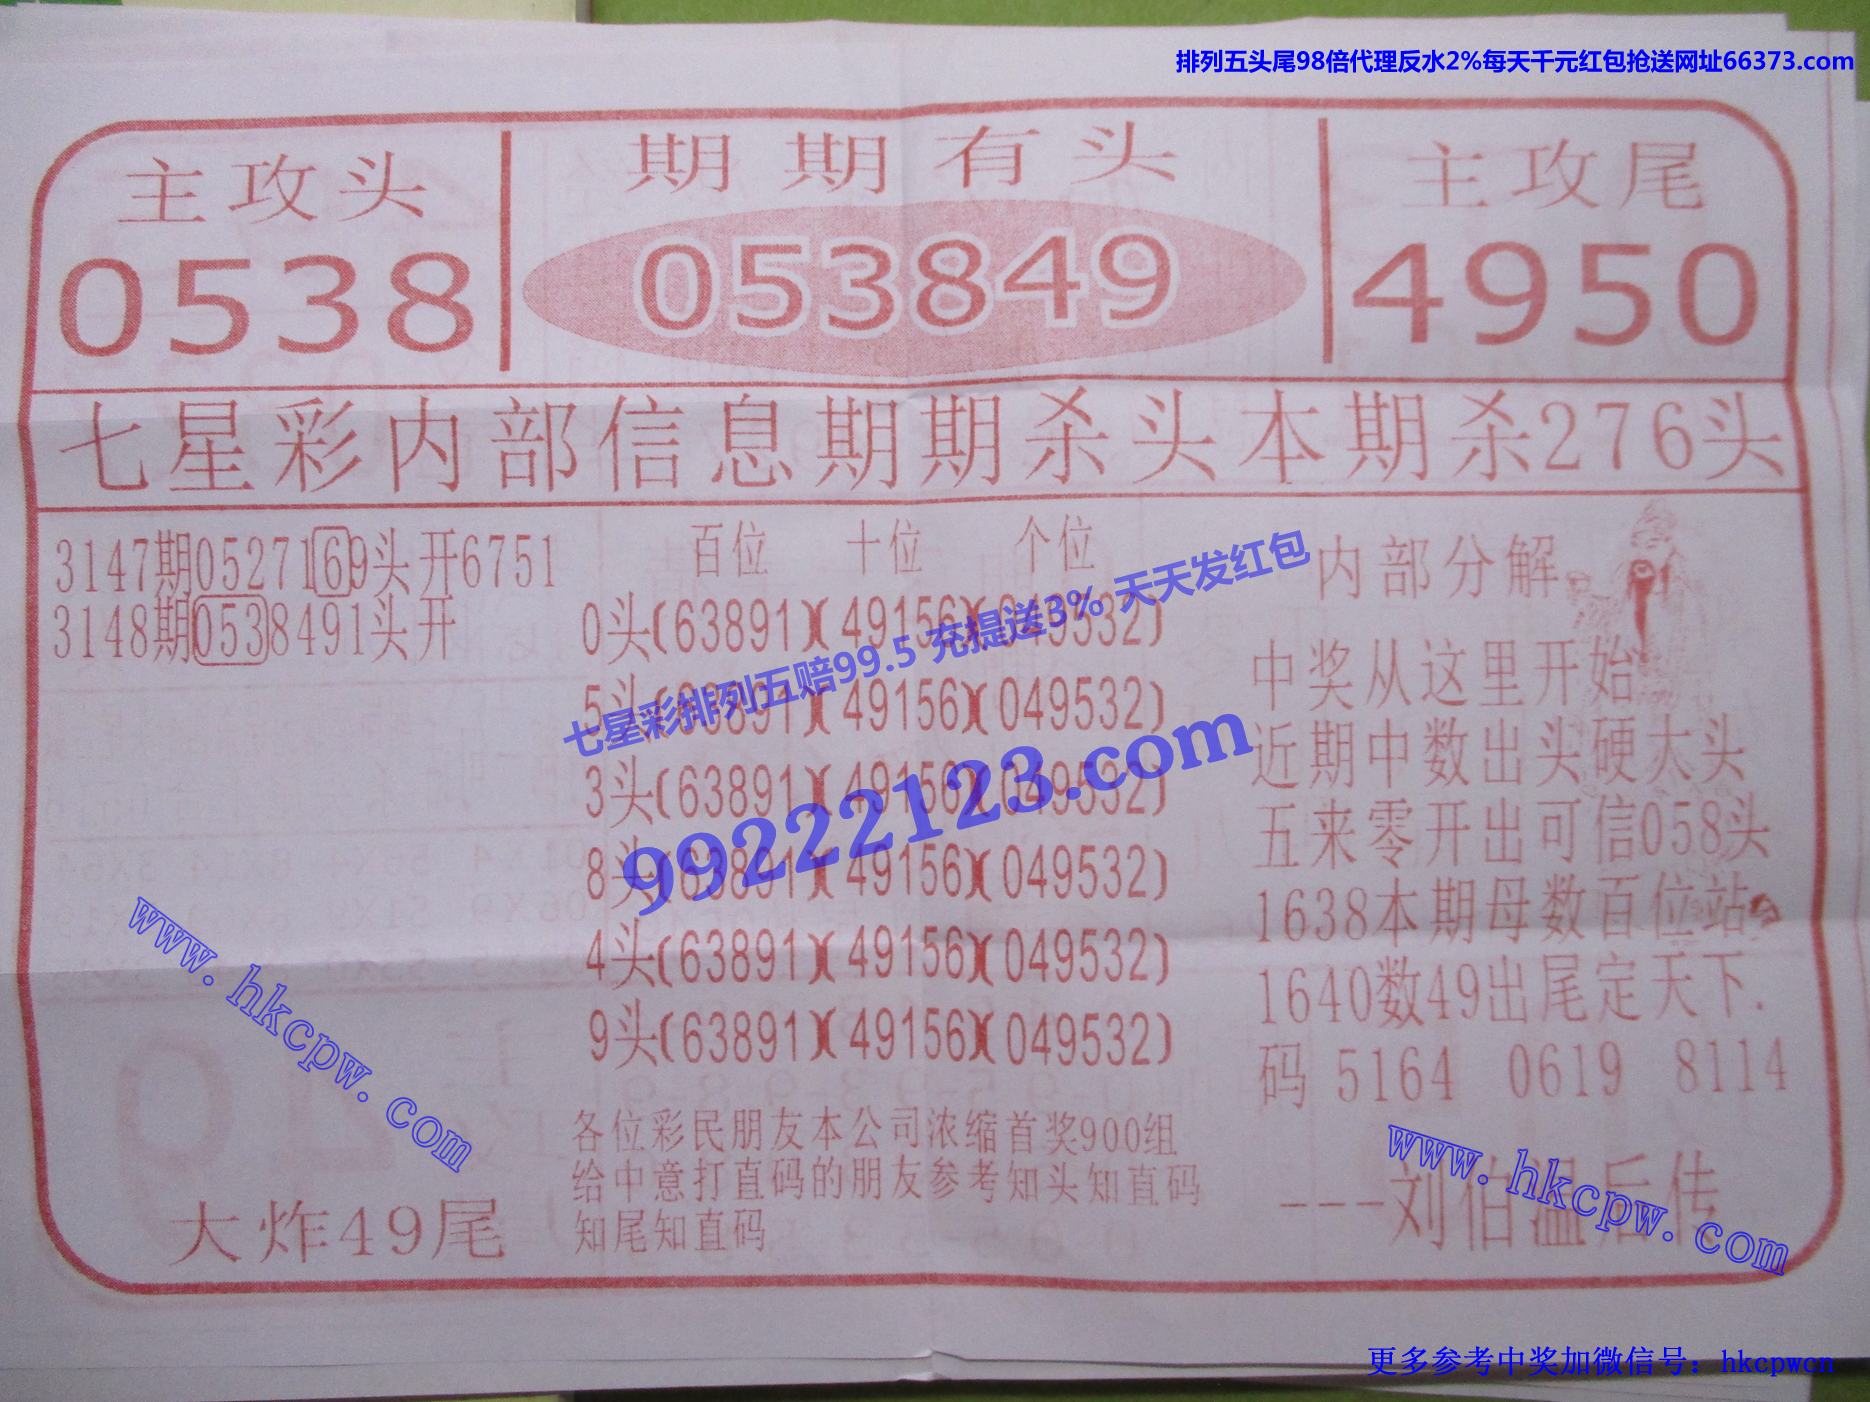 排列五头尾98倍代理反水2%每天千元红包抢送网址66373.com
主攻头
0538
期期有头
053849
主攻尾
4950
七星彩内部信息期期杀头本期杀276头
3147期0527169头开6751
3148期0538491头开
百位 十位 个位
0头(63891)(49156)(049532)
5头(63891)(49156)(049532)
3头(63891)(49156)(049532)
8头(63891)(49156)(049532)
4头(63891)(49156)(049532)
9头(63891)(49156)(049532)
七星彩排列五赔99.5 充提送3% 天天发红包
99222123.com
各位彩民朋友本公司浓缩首奖900组
给中意打直码的朋友参考知头知直码
知尾知直码
内部分解
中奖从这里开始
近期中数出头硬大头
五来零开出可信058头
1638本期母数百位站
1640数49出尾定天下.
码 5164 0619 8114
---刘伯温后传
大炸49尾
www.hkcpw.com
www.hkcpw.com
更多参考中奖加微信号：hkcpwcn